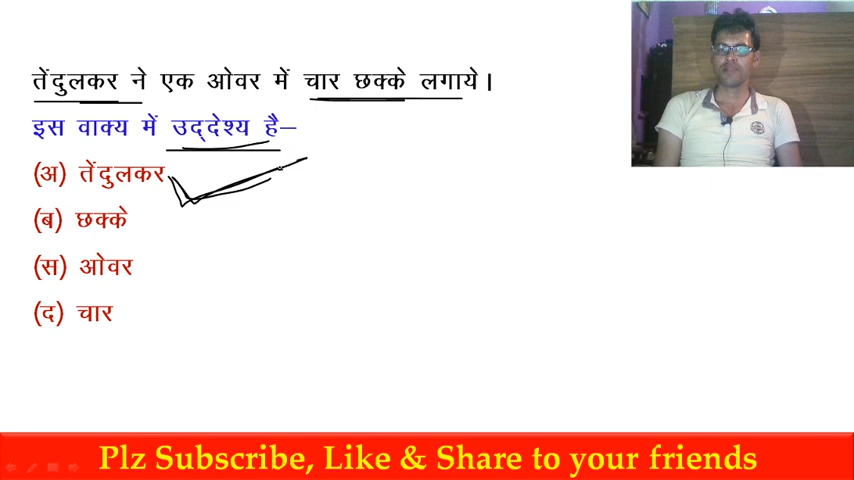 तेंदुलकर ने एक ओवर में चार छक्के लगाये।
इस वाक्य में उद्देश्य है–
(अ) तेंदुलकर
(ब) छक्के
(स) ओवर
(द) चार
Plz Subscribe, Like & Share to your friends